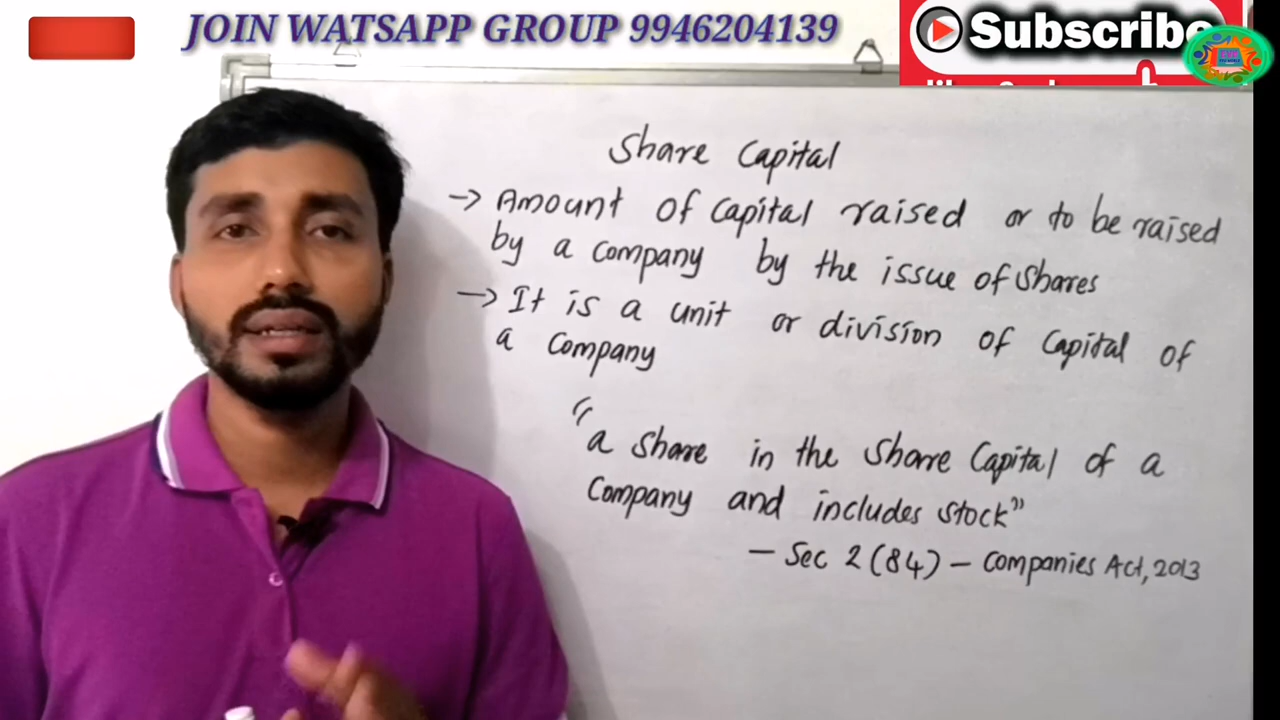 JOIN WATSAPP GROUP 9946204139
Subscribe
Share Capital
→ Amount of Capital raised or to be raised
by a company by the issue of Shares
→ It is a unit or division of Capital of
a Company
"a share in the Share Capital of a
Company and includes stock"
— Sec 2(84) — Companies Act, 2013